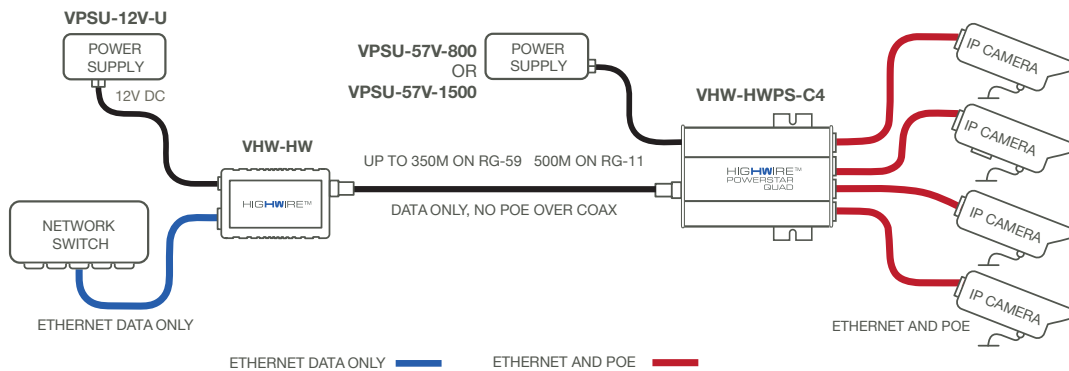 VPSU-12V-U
POWER
SUPPLY
12V DC
VPSU-57V-800
OR
VPSU-57V-1500
POWER
SUPPLY
VHW-HWPS-C4
VHW-HW
UP TO 350M ON RG-59 500M ON RG-11
HIGHWIRE™
DATA ONLY, NO POE OVER COAX
HIGHWIRE™
POWERSTAR
QUAD
NETWORK
SWITCH
ETHERNET DATA ONLY
IP CAMERA
IP CAMERA
IP CAMERA
IP CAMERA
ETHERNET AND POE
ETHERNET DATA ONLY
ETHERNET AND POE